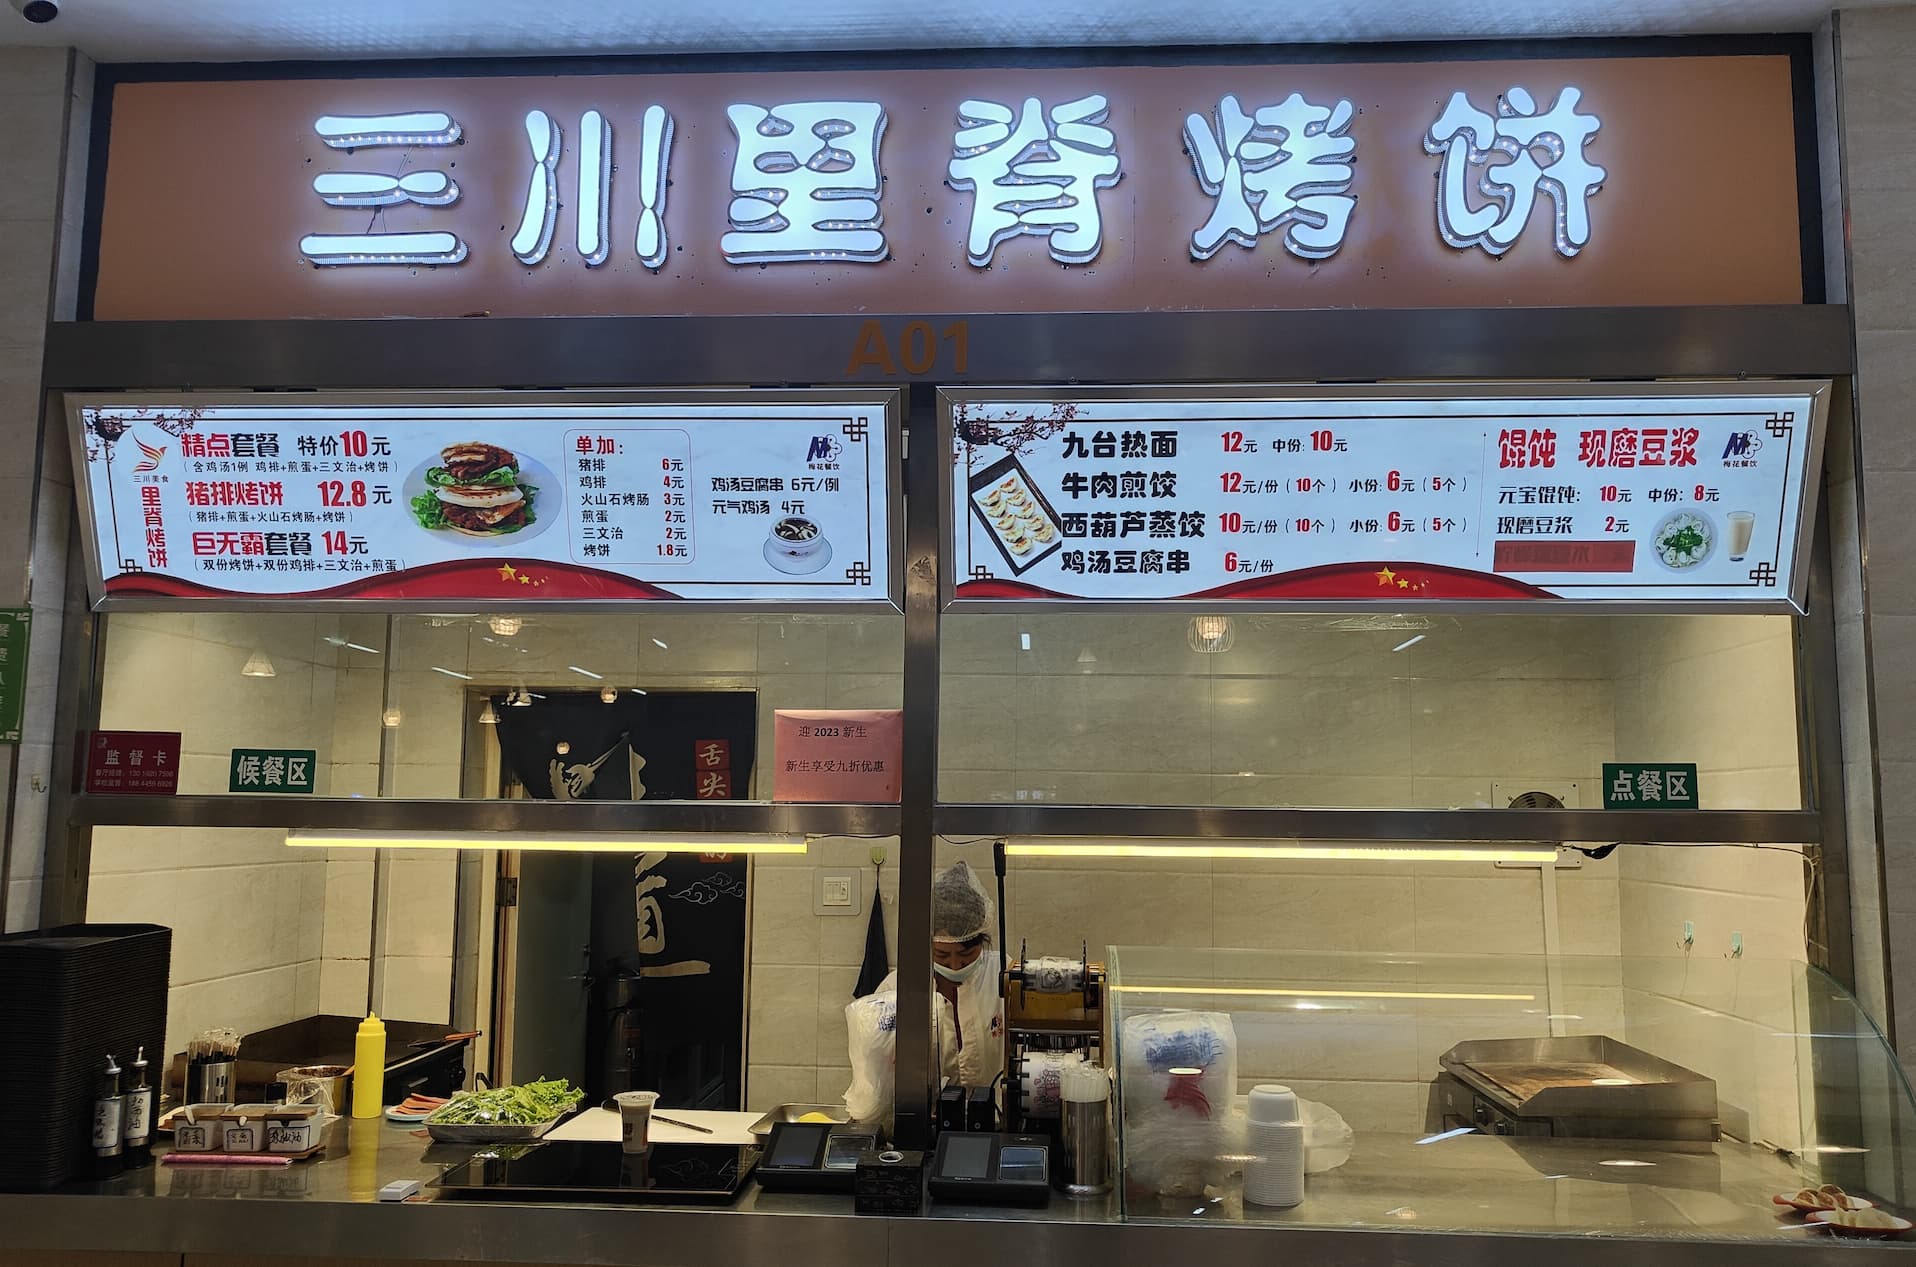 三川里脊烤饼
A01
三川美食
里脊烤饼
精点套餐 特价10元
(含鸡汤1例 鸡排+煎蛋+三文治+烤饼)
猪排烤饼 12.8元
(猪排+煎蛋+火山石烤肠+烤饼)
巨无霸套餐 14元
(双份烤饼+双份鸡排+三文治+煎蛋)
单加:
猪排 6元
鸡排 4元
火山石烤肠 3元
煎蛋 2元
三文治 2元
烤饼 1.8元
梅花餐饮
鸡汤豆腐串 6元/例
元气鸡汤 4元
九台热面 12元 中份:10元
牛肉煎饺 12元/份(10个) 小份:6元(5个)
西葫芦蒸饺 10元/份(10个) 小份:6元(5个)
鸡汤豆腐串 6元/份
馄饨 现磨豆浆
梅花餐饮
元宝馄饨: 10元 中份:8元
现磨豆浆 2元
监督卡
候餐区
舌尖
道
迎 2023 新生
新生享受九折优惠
点餐区